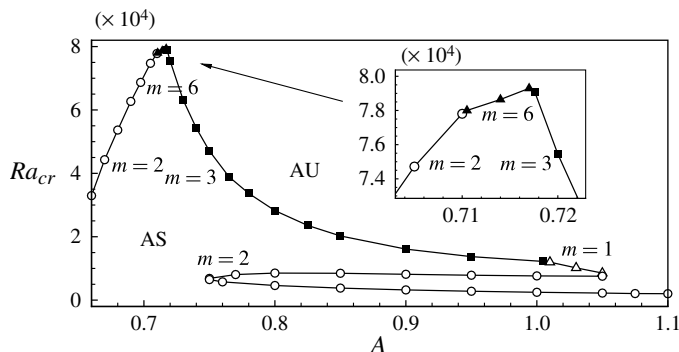 (× 10⁴)
8
6
4
2
0
Ra_cr
0.7
0.8
0.9
1.0
1.1
A
m = 6
m = 2
m = 3
AU
AS
m = 2
m = 1
(× 10⁴)
8.0
7.8
7.6
7.4
0.71
0.72
m = 6
m = 2
m = 3